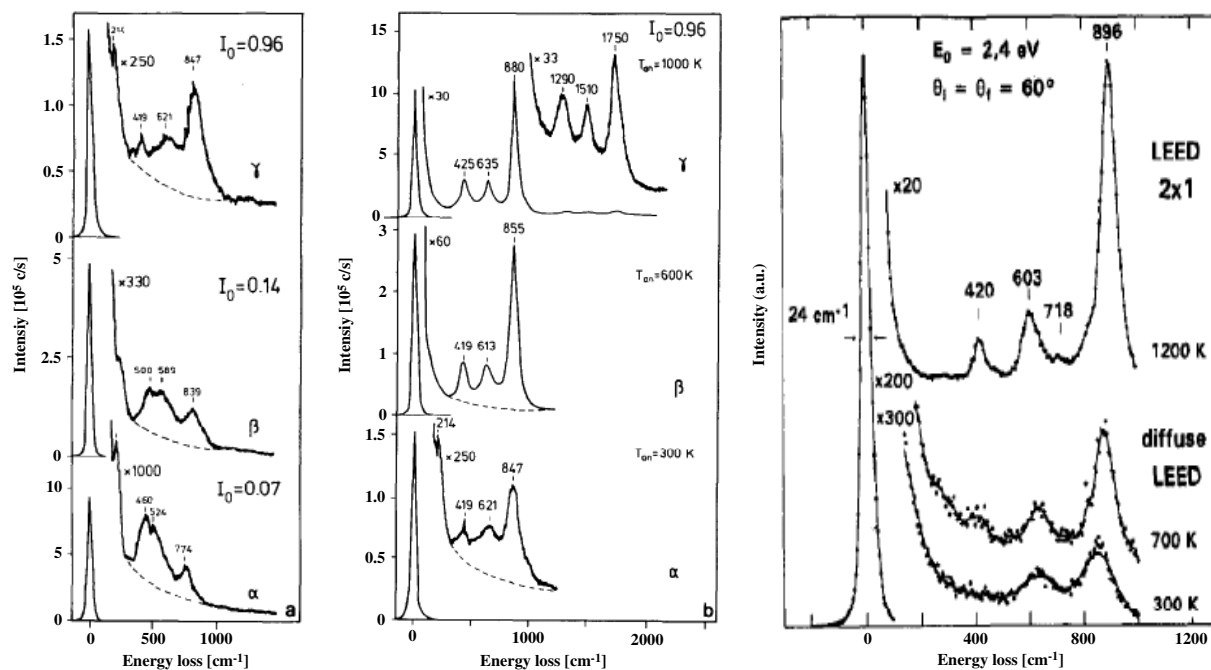 1.5
214
I₀=0.96
×250
847
1.0
419
621
0.5
γ
0
5
×330
I₀=0.14
2.5
500
589
839
β
0
×1000
I₀=0.07
10
460
524
774
5
α
a
0
0
500
1000
Intensiy [10⁵ c/s]
Energy loss [cm⁻¹]
I₀=0.96
1750
Tan=1000 K
15
880
×33
1290
1510
×30
10
425
635
5
γ
0
3
×60
855
Tan=600 K
2
419
613
1
β
0
214
1.5
×250
Tan=300 K
847
1.0
419
621
0.5
α
b
0
0
1000
2000
Intensiy [10⁵ c/s]
Energy loss [cm⁻¹]
896
E₀ = 2,4 eV
θi = θf = 60°
LEED
2x1
×20
420
603
718
24 cm⁻¹
1200 K
×200
×300
diffuse
LEED
700 K
300 K
0
400
800
1200
Intensity (a.u.)
Energy loss [cm⁻¹]